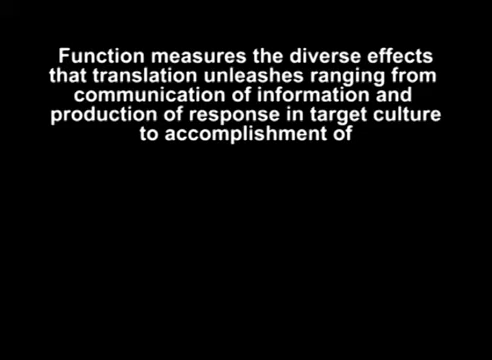 Function measures the diverse effects
that translation unleashes ranging from
communication of information and
production of response in target culture
to accomplishment of